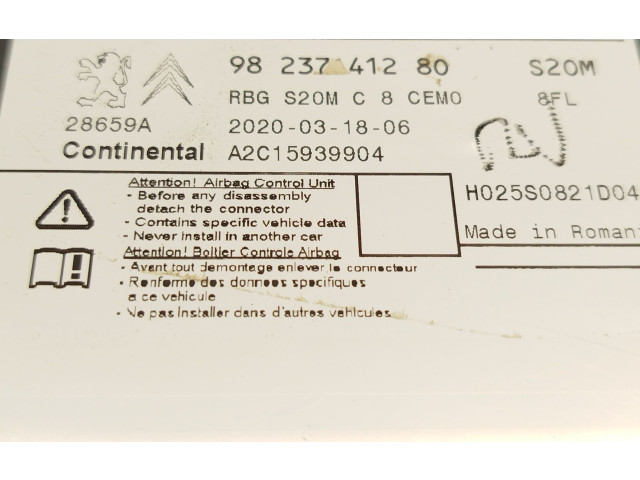 98 237 412 80 S20M
RBG S20M C 8 CEM0 8FL
28659A 2020-03-18-06
Continental A2C15939904
Attention! Airbag Control Unit
- Before any disassembly
detach the connector
- Contains specific vehicle data
- Never install in another car
H025S0821D04
Made in Romani
Attention! Boitier Controle Airbag
- Avant tout demontage enlever le connecteur
- Renferme des donnees specifiques
a ce vehicule
- Ne pas installer dans d'autres vehicules